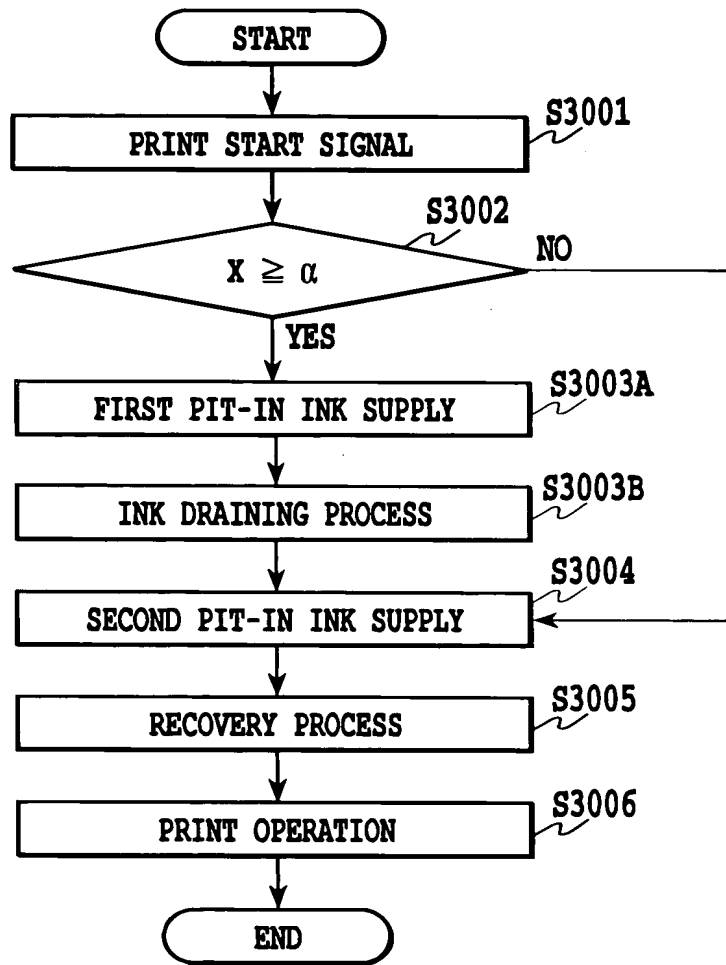 START
S3001
PRINT START SIGNAL
S3002
X ≧ α
NO
YES
S3003A
FIRST PIT-IN INK SUPPLY
S3003B
INK DRAINING PROCESS
S3004
SECOND PIT-IN INK SUPPLY
S3005
RECOVERY PROCESS
S3006
PRINT OPERATION
END